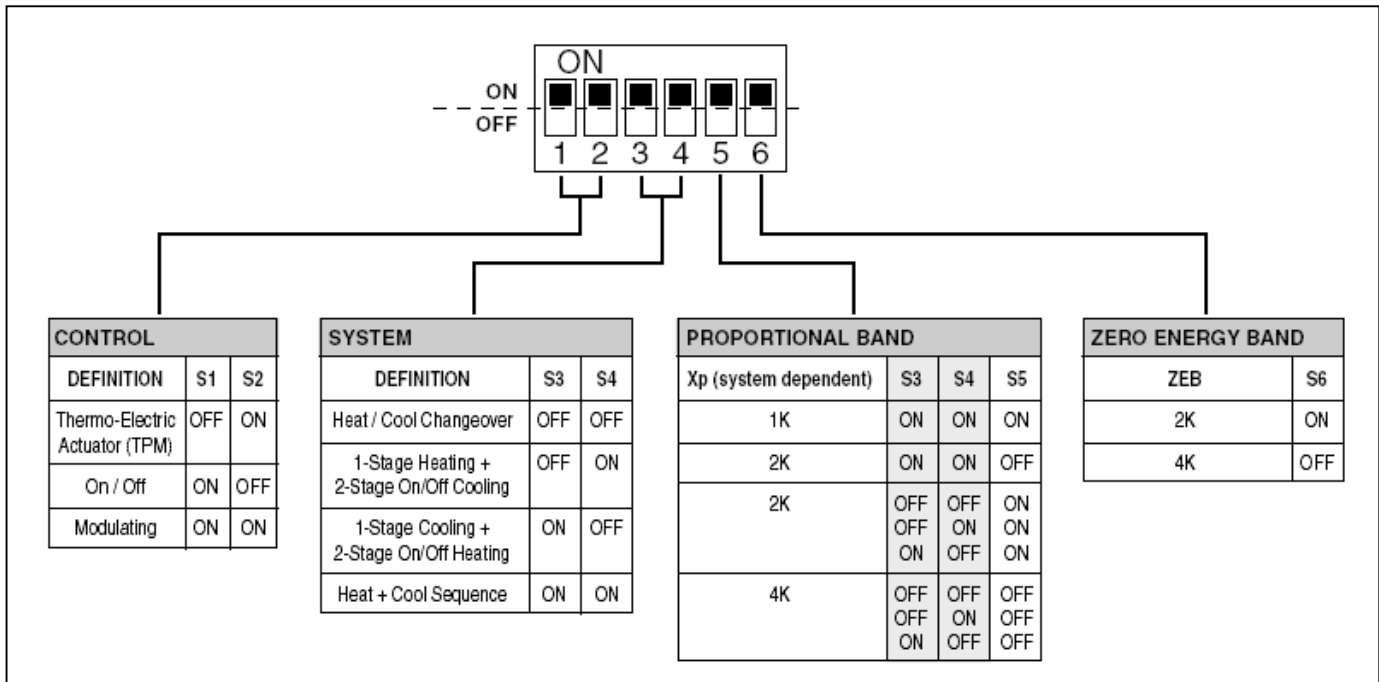 ON
ON
OFF
1 2 3 4 5 6
CONTROL
DEFINITION S1 S2
Thermo-Electric OFF ON
Actuator (TPM)
On / Off ON OFF
Modulating ON ON
SYSTEM
DEFINITION S3 S4
Heat / Cool Changeover OFF OFF
1-Stage Heating + OFF ON
2-Stage On/Off Cooling
1-Stage Cooling + ON OFF
2-Stage On/Off Heating
Heat + Cool Sequence ON ON
PROPORTIONAL BAND
Xp (system dependent) S3 S4 S5
1K ON ON ON
2K ON ON OFF
2K OFF OFF ON
OFF ON ON
ON OFF ON
4K OFF OFF OFF
OFF ON OFF
ON OFF OFF
ZERO ENERGY BAND
ZEB S6
2K ON
4K OFF